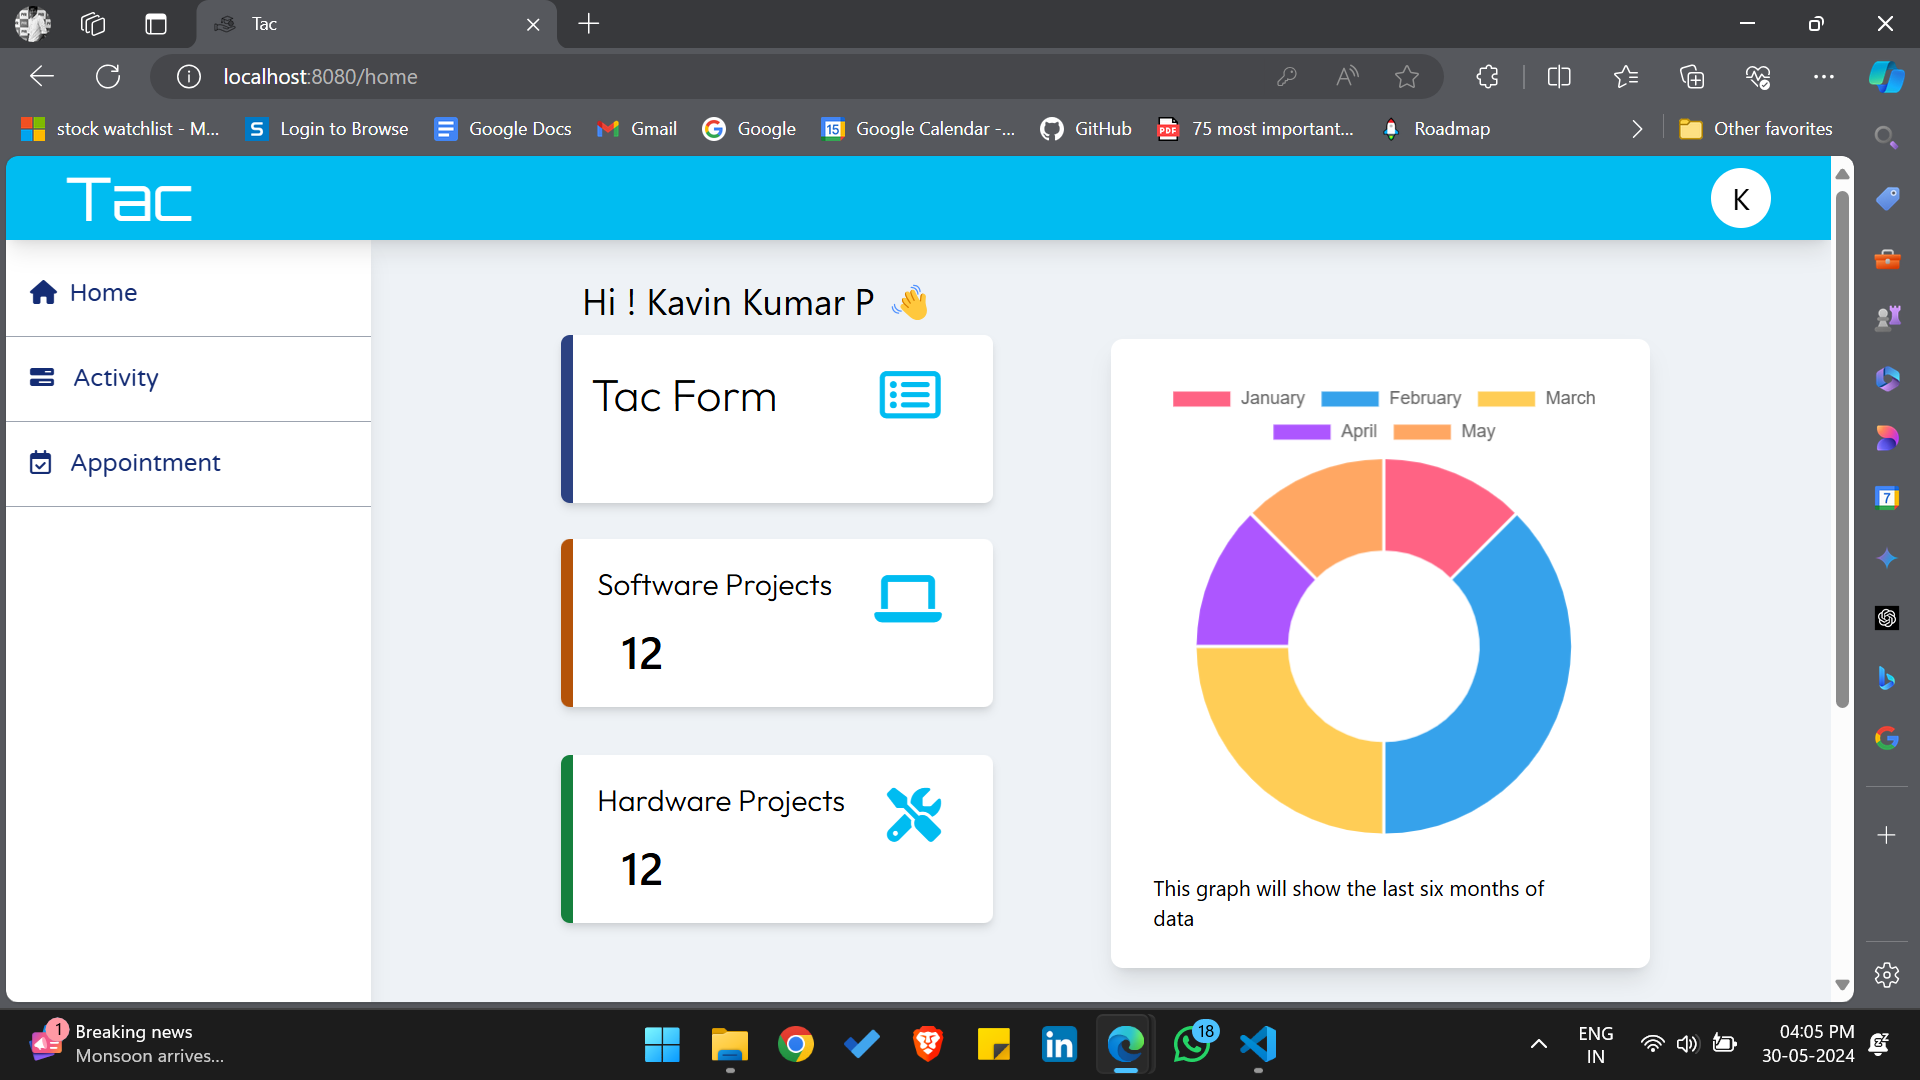 Tac
localhost:8080/home
stock watchlist - M...
Login to Browse
Google Docs
Gmail
Google
Google Calendar -...
GitHub
75 most important...
Roadmap
Other favorites
Tac
K
Home
Activity
Appointment
Hi ! Kavin Kumar P 👋
Tac Form
Software Projects
12
Hardware Projects
12
January February March
April May
This graph will show the last six months of
data
1
Breaking news
Monsoon arrives...
18
ENG
IN
04:05 PM
30-05-2024